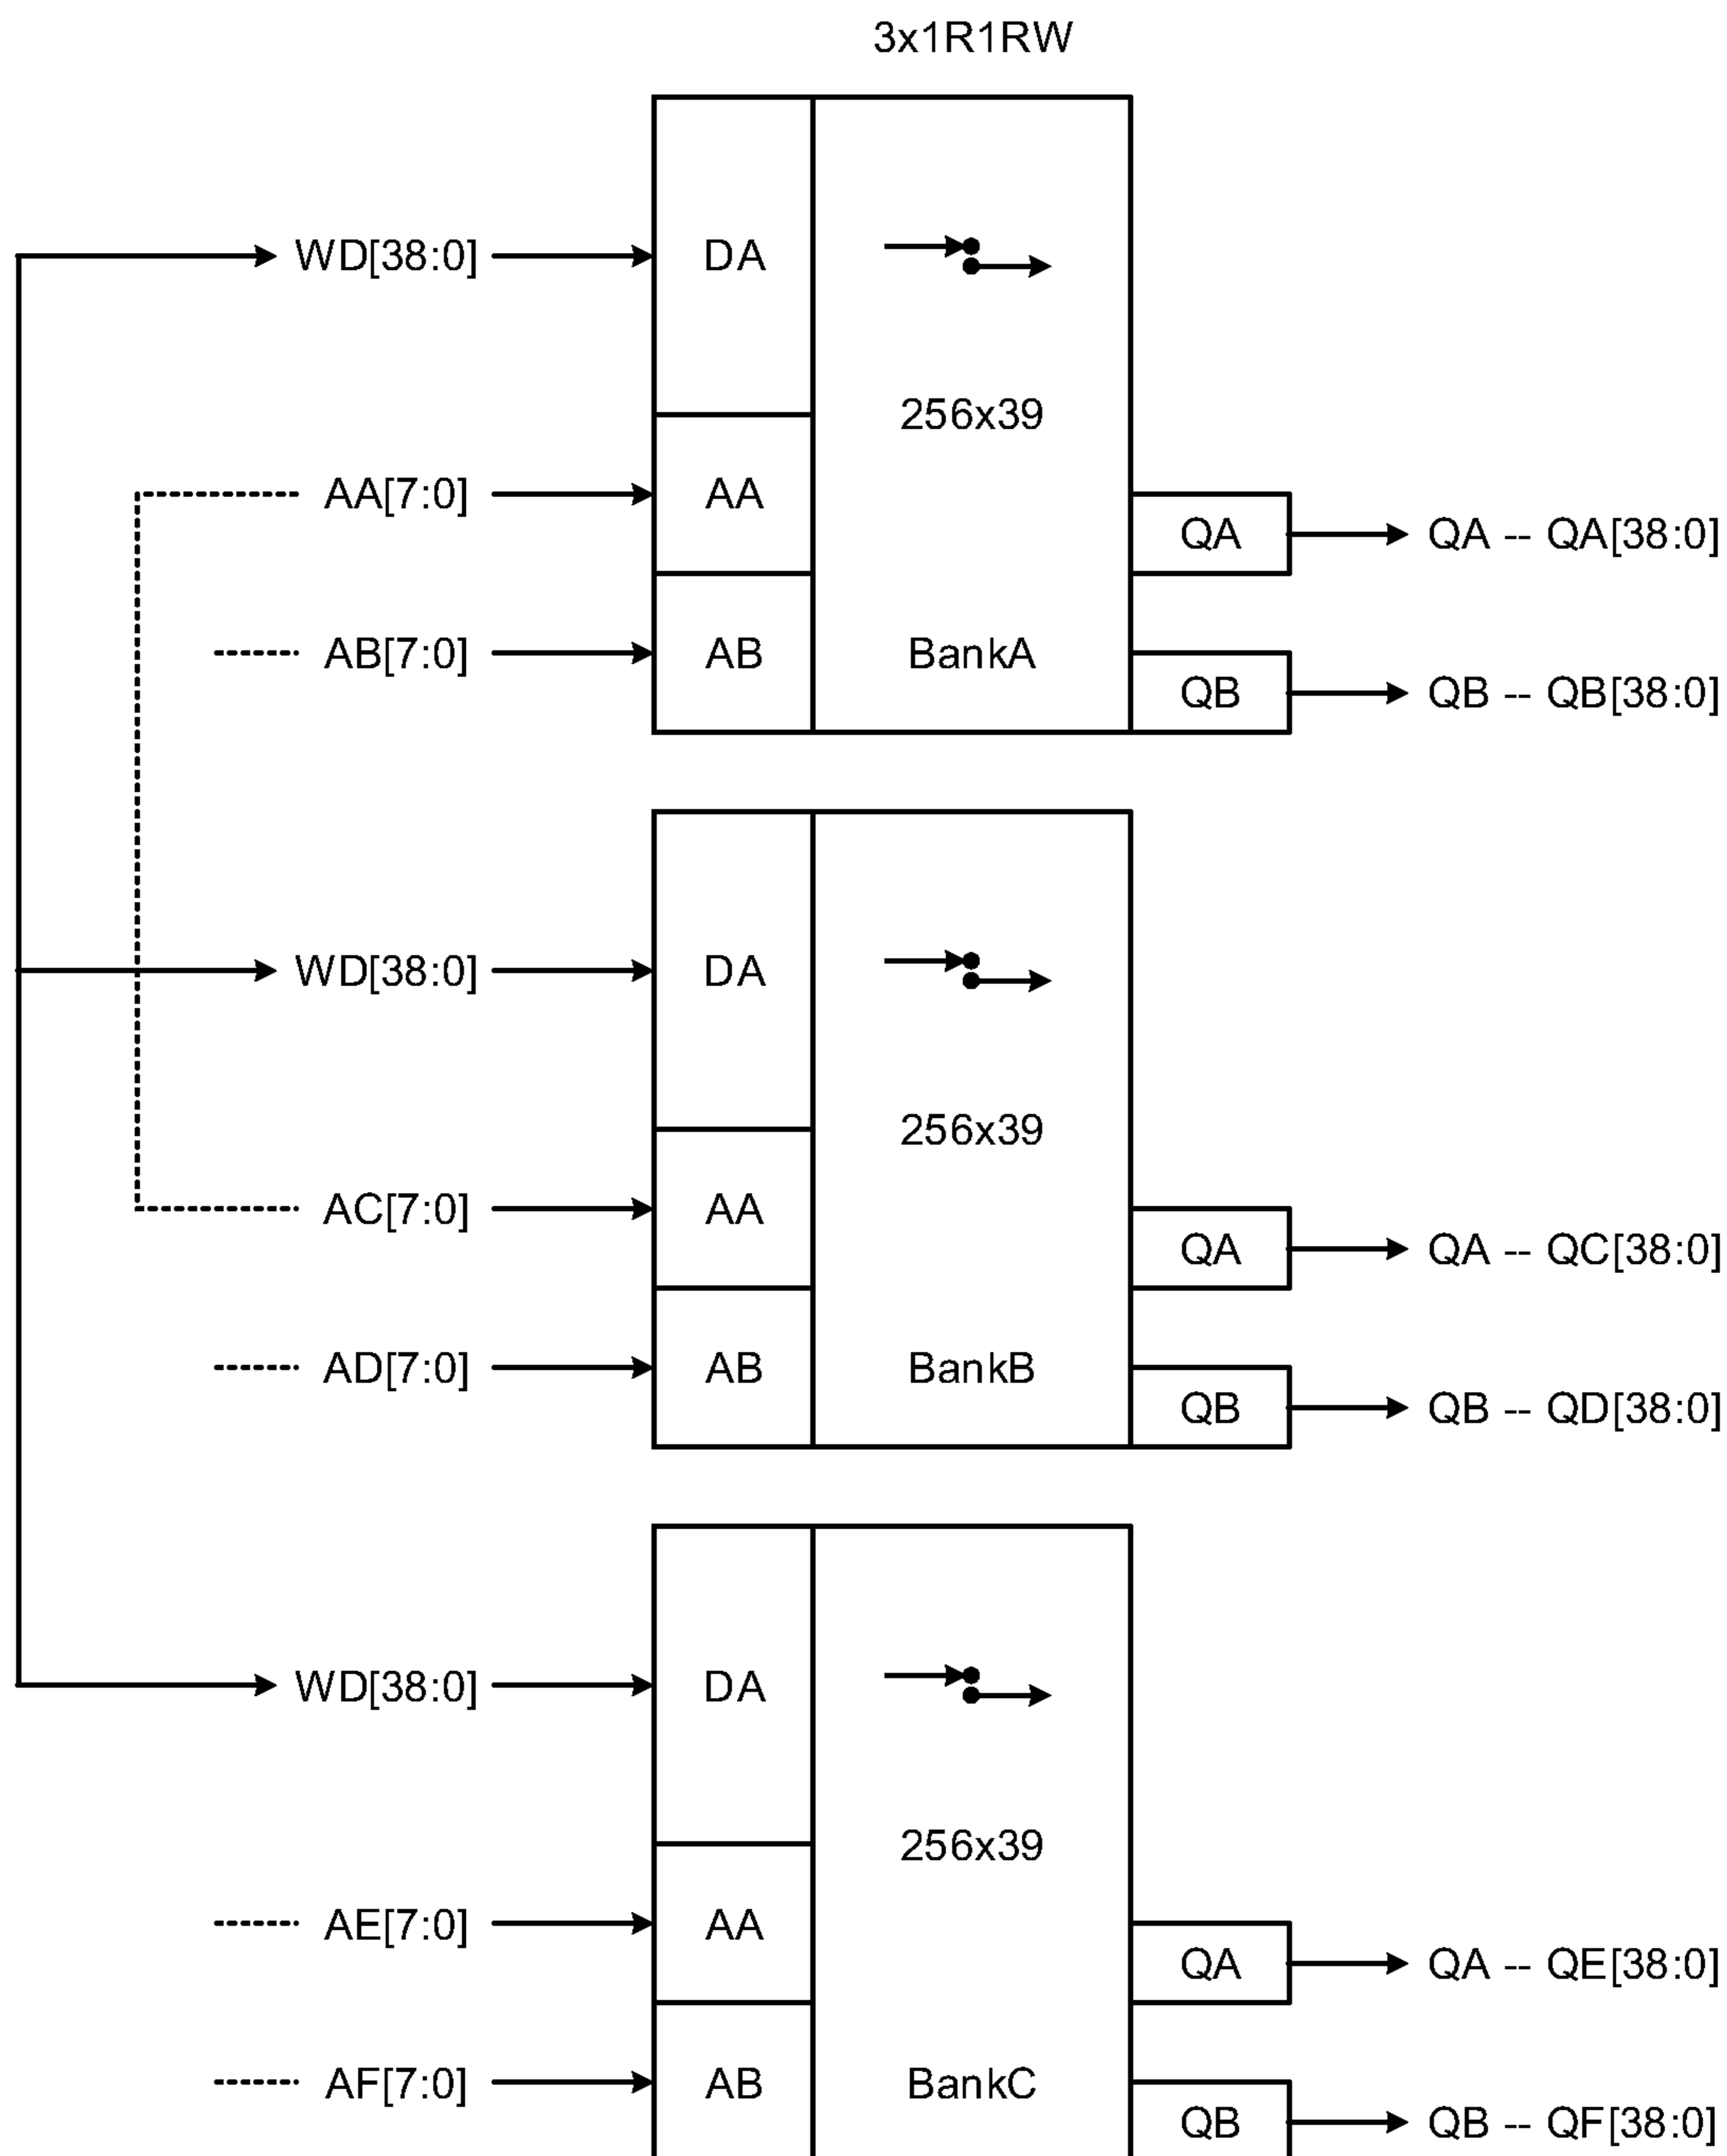 3x1R1RW
WD[38:0] DA
256x39
AA[7:0] AA
QA QA -- QA[38:0]
AB[7:0] AB BankA
QB QB -- QB[38:0]
WD[38:0] DA
256x39
AC[7:0] AA
QA QA -- QC[38:0]
AD[7:0] AB BankB
QB QB -- QD[38:0]
WD[38:0] DA
256x39
AE[7:0] AA
QA QA -- QE[38:0]
AF[7:0] AB BankC
QB QB -- QF[38:0]